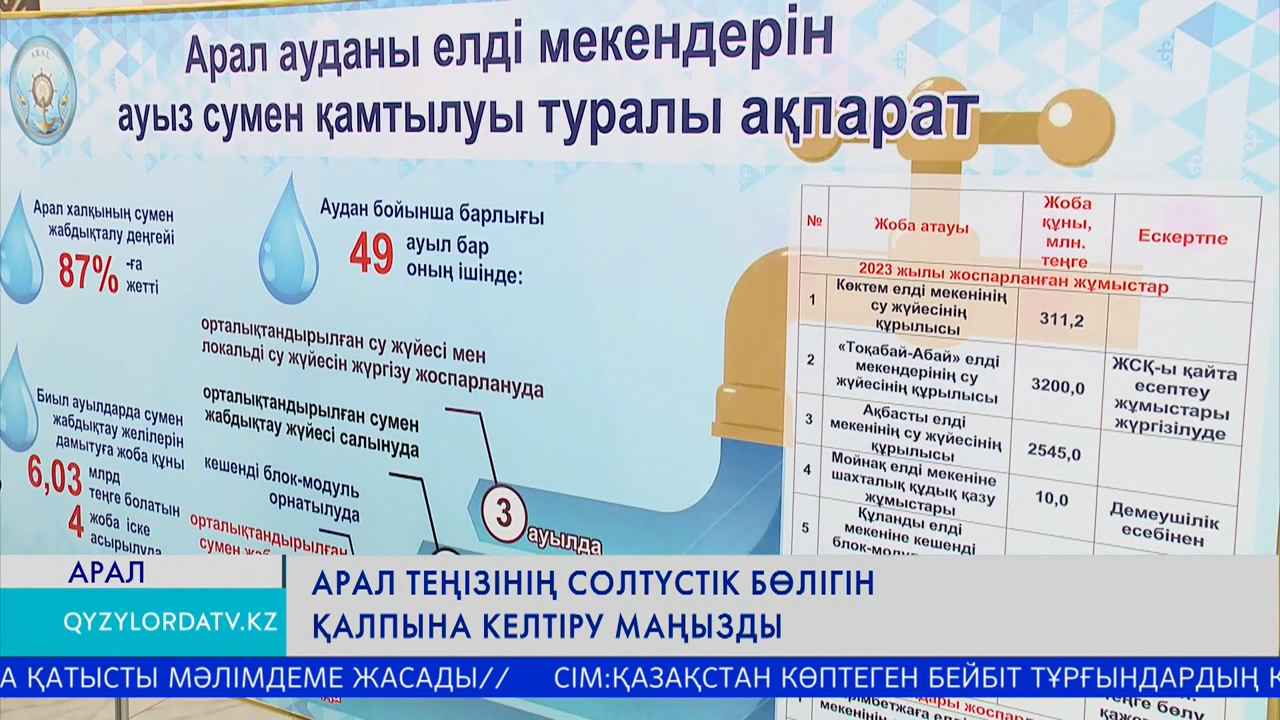 ARAL
Арал ауданы елді мекендерін
ауыз сумен қамтылуы туралы ақпарат
Арал халқының сумен
жабдықталу деңгейі
87% -ға
жетті
Аудан бойынша барлығы
49 ауыл бар
оның ішінде:
орталықтандырылған су жүйесі мен
локальді су жүйесін жүргізу жоспарлануда
орталықтандырылған сумен
жабдықтау жүйесі салынуда
кешенді блок-модуль
орнатылуда
орталықтандырылған
3
ауылда
Биыл ауылдарда сумен
жабдықтау желілерін
дамытуға жоба құны
6,03 млрд
теңге болатын
4 жоба іске
асырылуда
№ Жоба атауы Жоба құны, млн. теңге Ескертпе
2023 жылы жоспарланған жұмыстар
1 Көктем елді мекенінің су жүйесінің құрылысы 311,2
2 «Тоқабай-Абай» елді мекендерінің су жүйесінің құрылысы 3200,0 ЖСҚ-ы қайта есептеу жұмыстары жүргізілуде
3 Ақбасты елді мекенінің су жүйесінің құрылысы 2545,0
4 Мойнақ елді мекеніне шахталық құдық қазу жұмыстары 10,0 Демеушілік есебінен
5 Құланды елді мекеніне кешенді
АРАЛ
QYZYLORDATV.KZ
АРАЛ ТЕҢІЗІНІҢ СОЛТҮСТІК БӨЛІГІН
ҚАЛПЫНА КЕЛТІРУ МАҢЫЗДЫ
А ҚАТЫСТЫ МӘЛІМДЕМЕ ЖАСАДЫ// СІМ:ҚАЗАҚСТАН КӨПТЕГЕН БЕЙБІТ ТҰРҒЫНДАРДЫҢ Қ